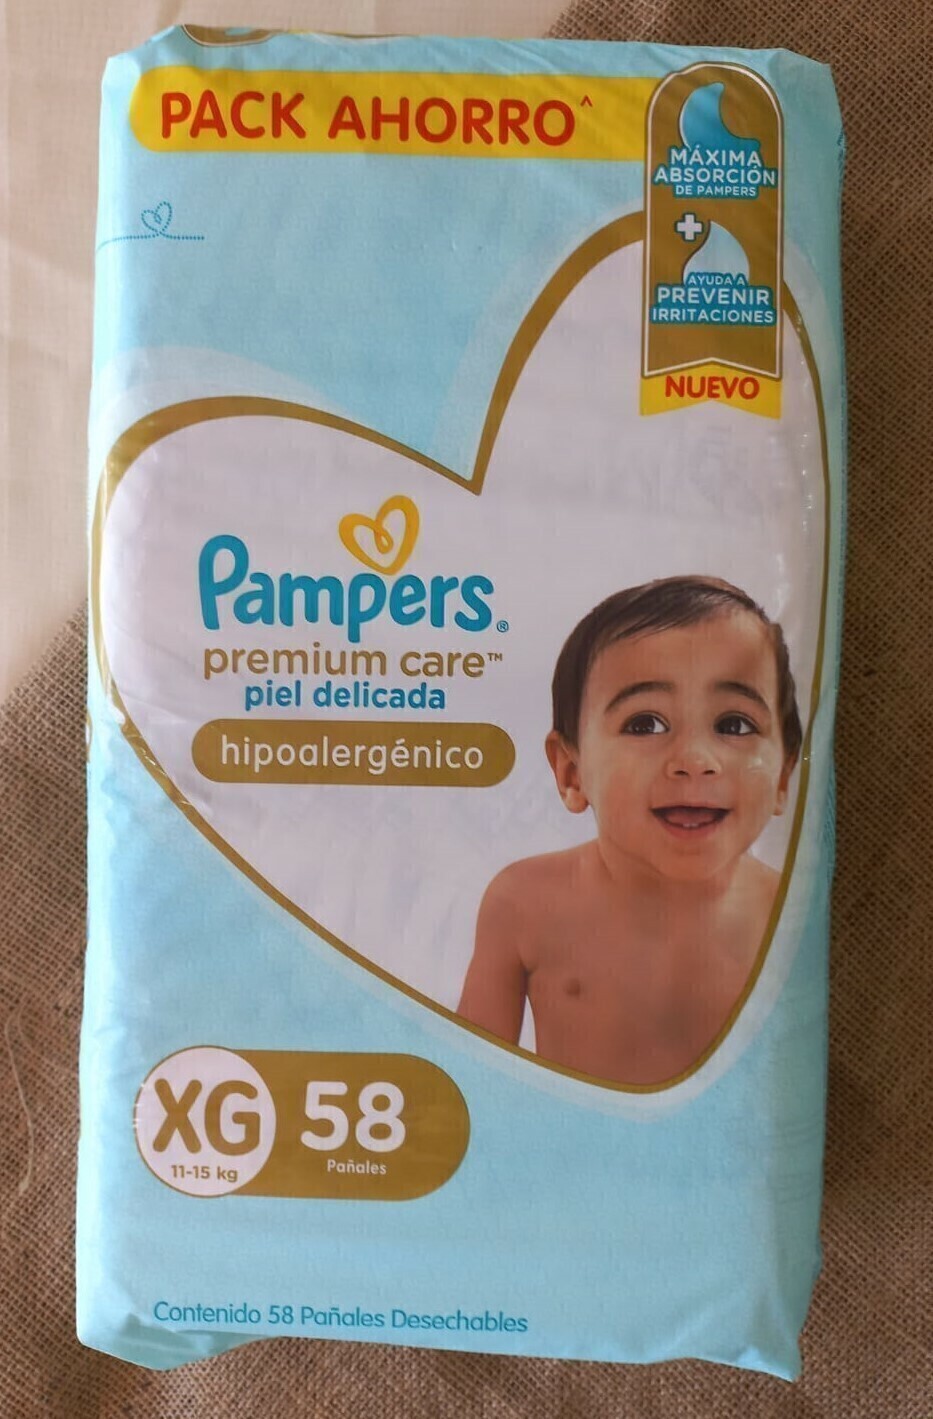 PACK AHORRO^
MÁXIMA
ABSORCIÓN
DE PAMPERS
+
AYUDA A
PREVENIR
IRRITACIONES
NUEVO
Pampers®
premium care™
piel delicada
hipoalergénico
XG 58
11-15 kg Pañales
Contenido 58 Pañales Desechables